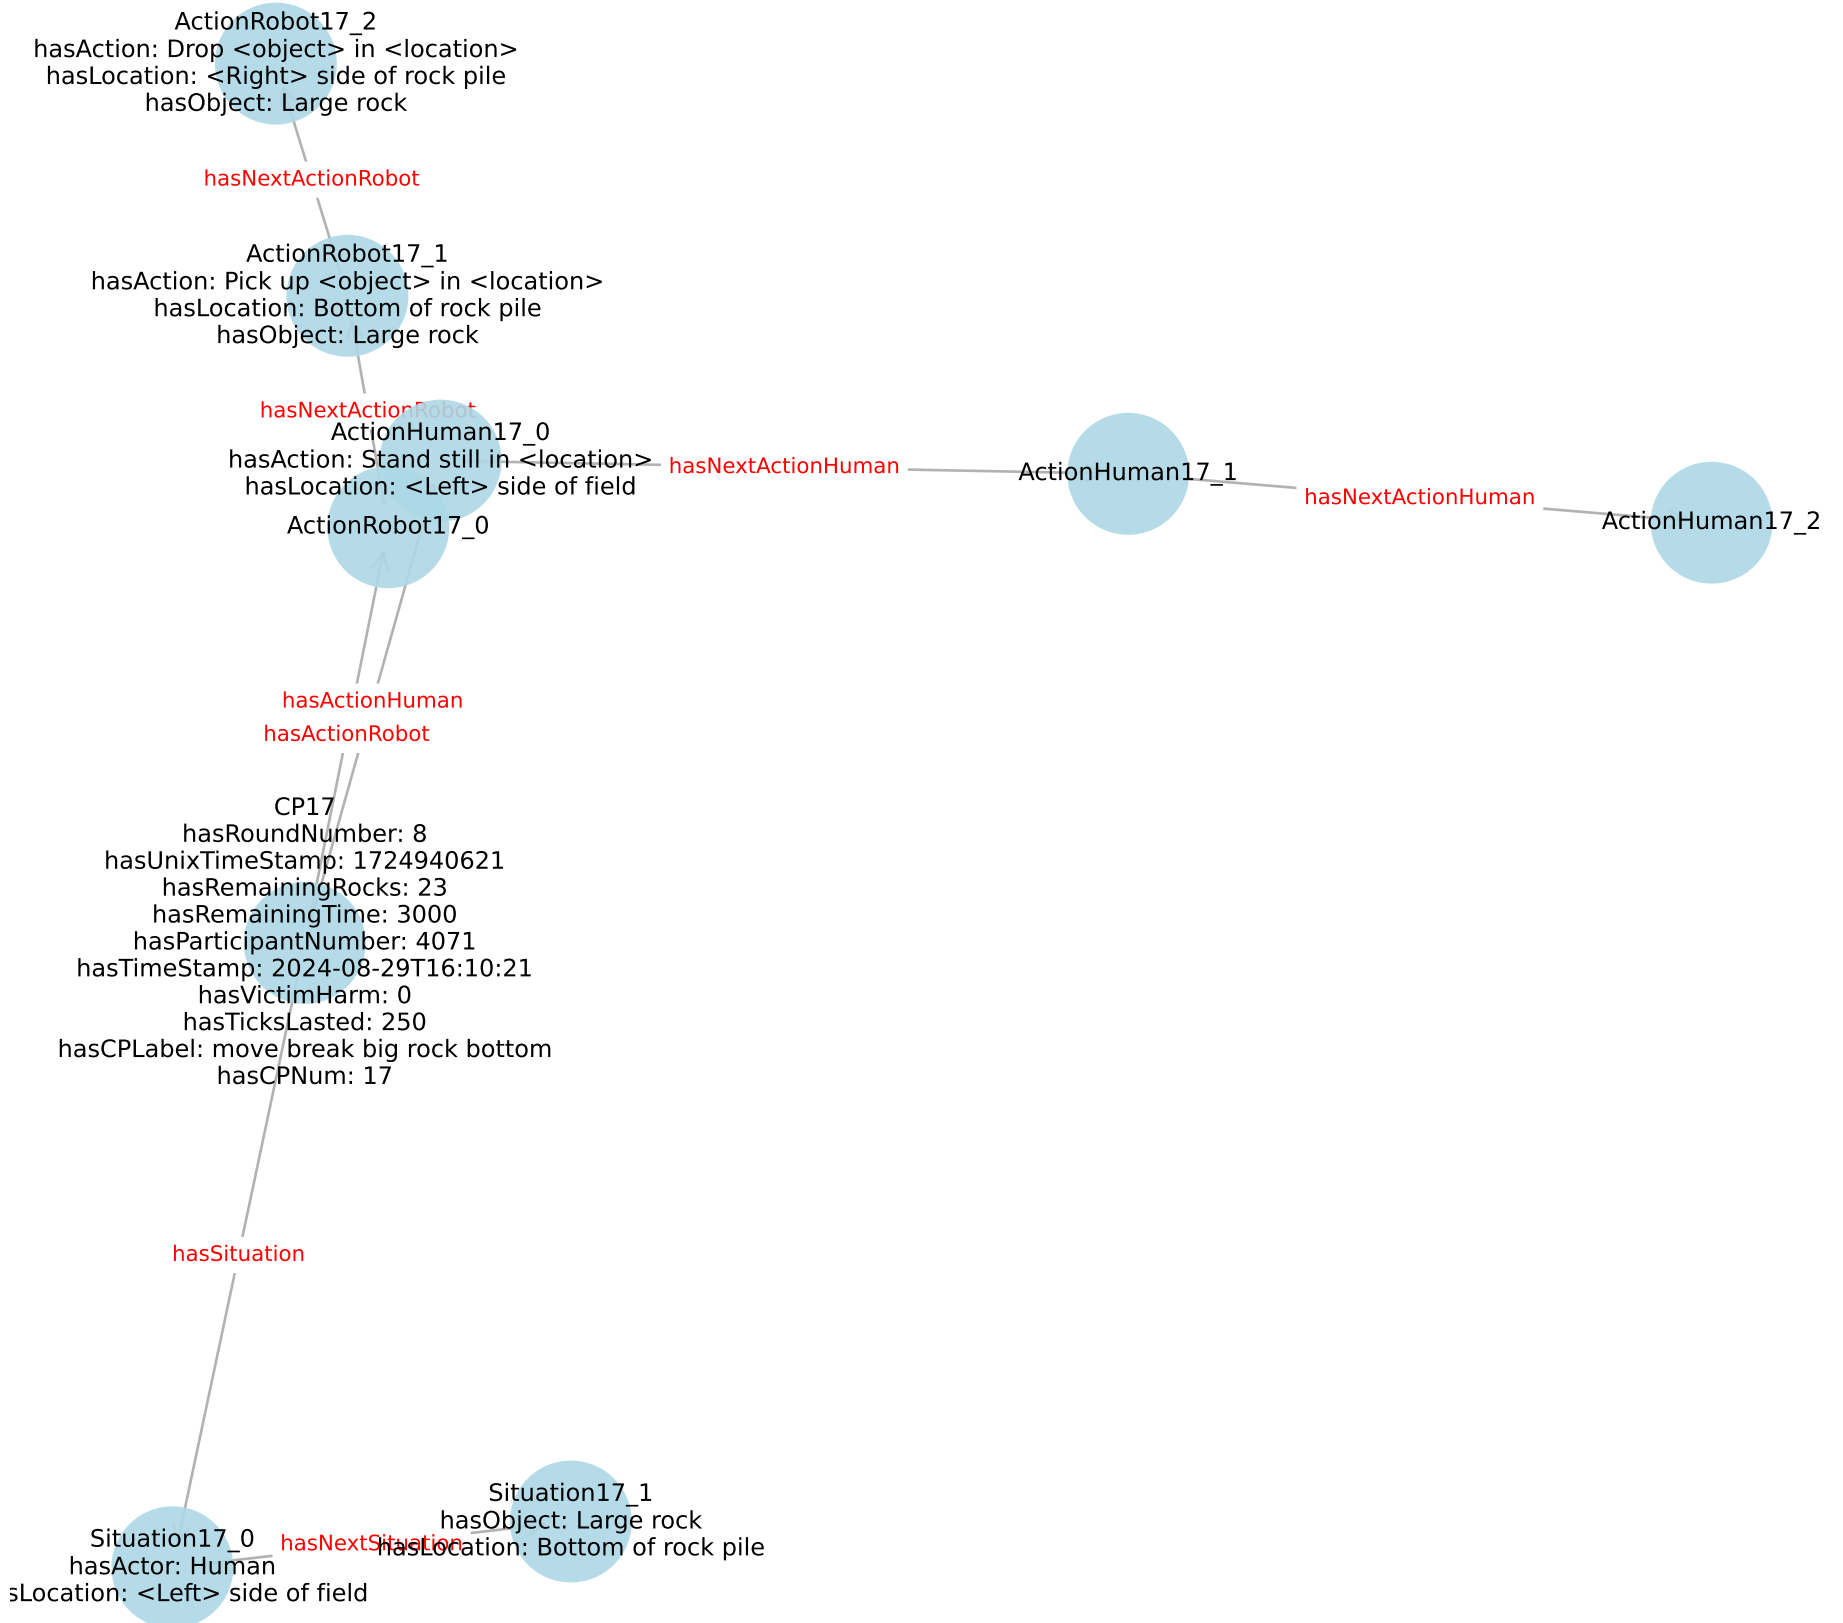 ActionRobot17_2
hasAction: Drop <object> in <location>
hasLocation: <Right> side of rock pile
hasObject: Large rock
hasNextActionRobot
ActionRobot17_1
hasAction: Pick up <object> in <location>
hasLocation: Bottom of rock pile
hasObject: Large rock
hasNextActionRobot
ActionHuman17_0
hasAction: Stand still in <location>
hasLocation: <Left> side of field
hasNextActionHuman
ActionHuman17_1
hasNextActionHuman
ActionHuman17_2
ActionRobot17_0
hasActionHuman
hasActionRobot
CP17
hasRoundNumber: 8
hasUnixTimeStamp: 1724940621
hasRemainingRocks: 23
hasRemainingTime: 3000
hasParticipantNumber: 4071
hasTimeStamp: 2024-08-29T16:10:21
hasVictimHarm: 0
hasTicksLasted: 250
hasCPLabel: move break big rock bottom
hasCPNum: 17
hasSituation
Situation17_1
hasObject: Large rock
hasLocation: Bottom of rock pile
hasNextSituation
Situation17_0
hasActor: Human
sLocation: <Left> side of field